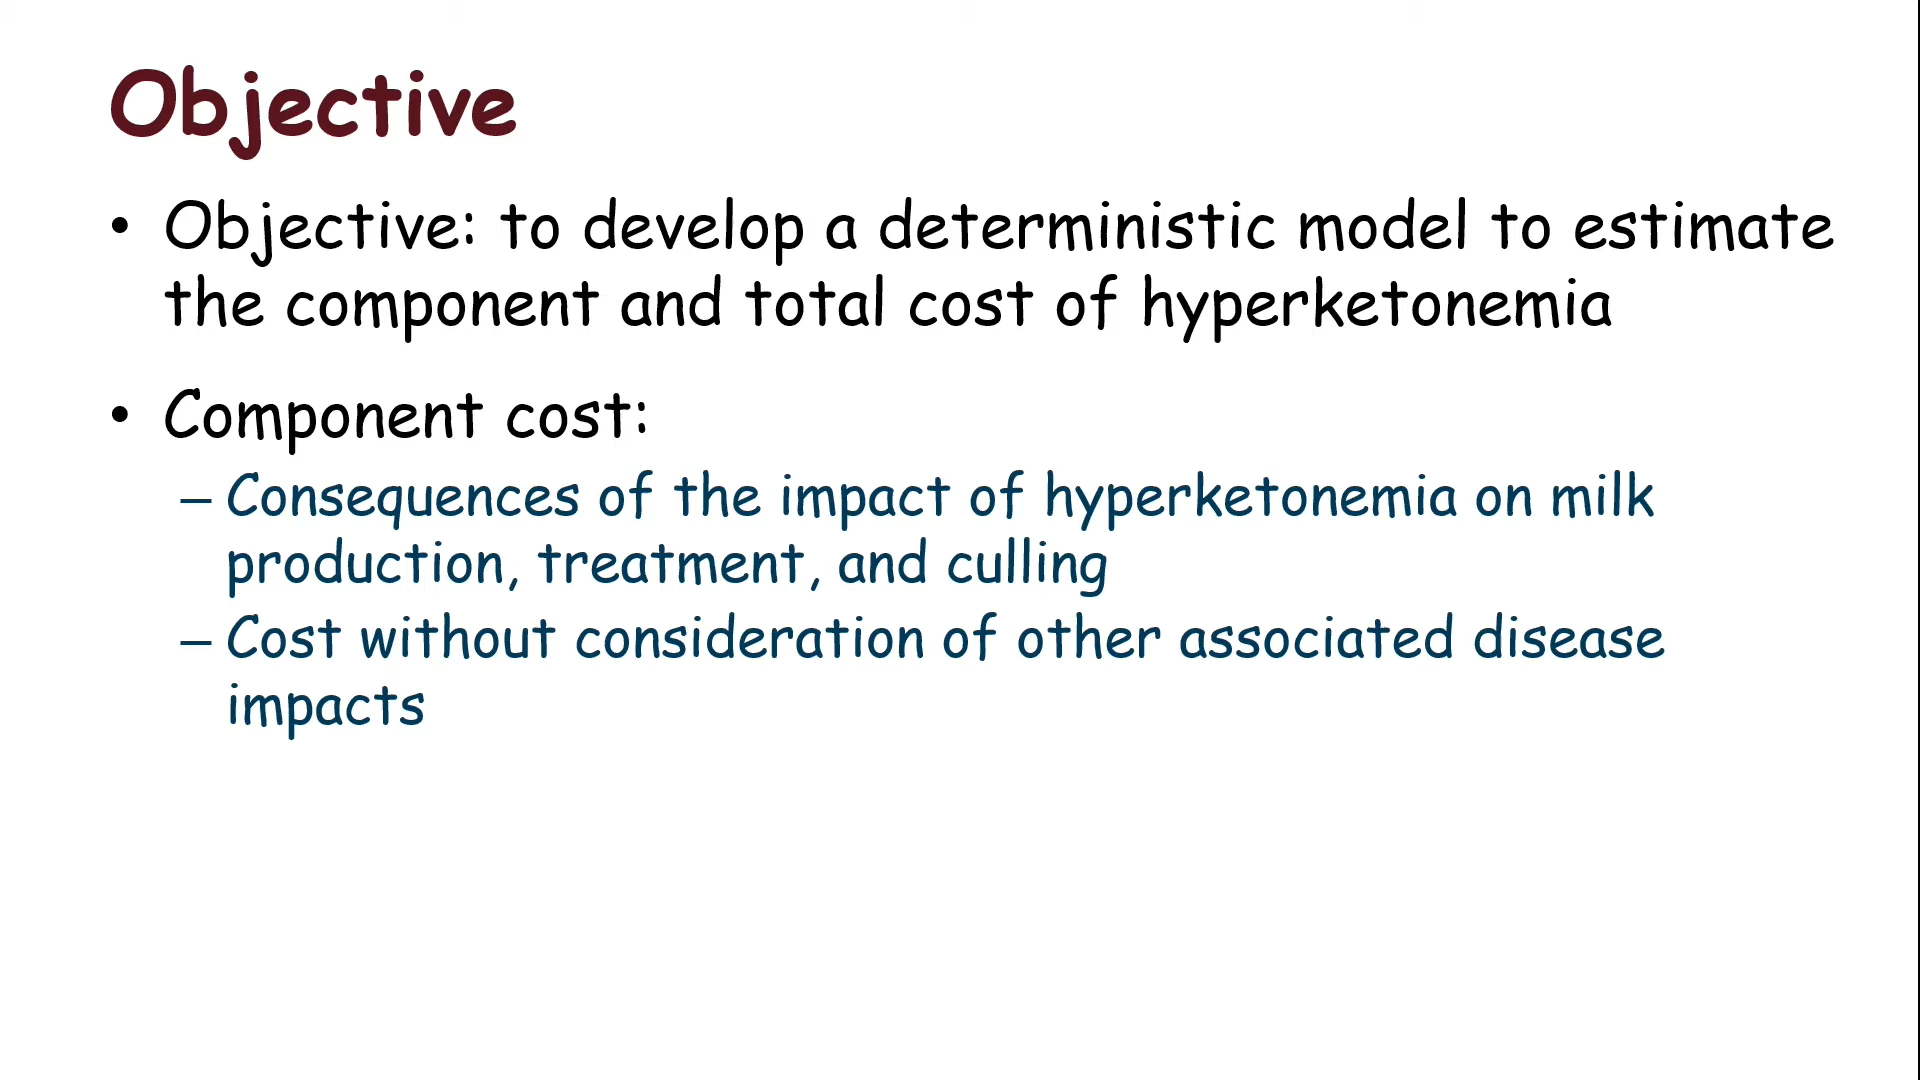 Objective
• Objective: to develop a deterministic model to estimate
the component and total cost of hyperketonemia
• Component cost:
– Consequences of the impact of hyperketonemia on milk
production, treatment, and culling
– Cost without consideration of other associated disease
impacts